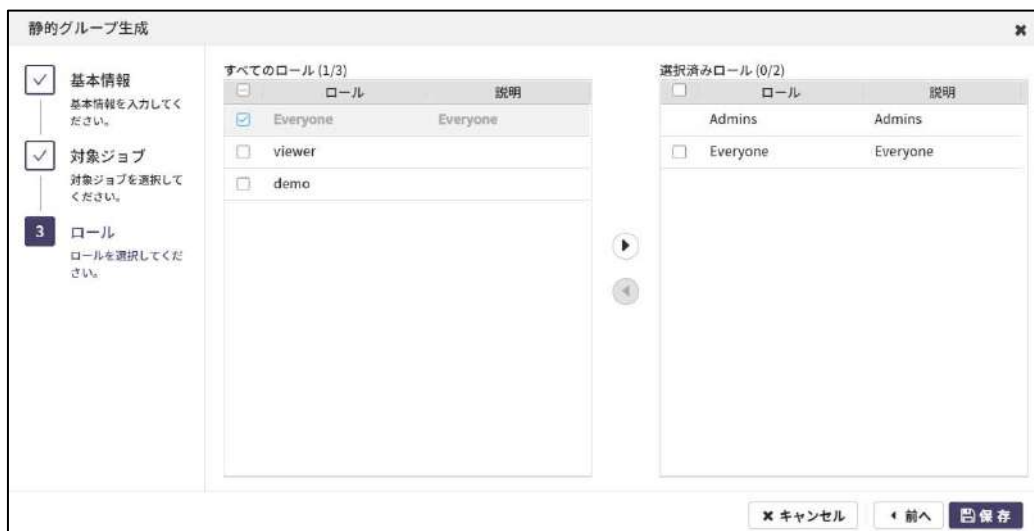 静的グループ生成
基本情報
基本情報を入力してく
ださい。
対象ジョブ
対象ジョブを選択して
ください。
3
ロール
ロールを選択してくだ
さい。
すべてのロール (1/3)
ロール 説明
Everyone Everyone
viewer
demo
選択済みロール (0/2)
ロール 説明
Admins Admins
Everyone Everyone
キャンセル 前へ 保存